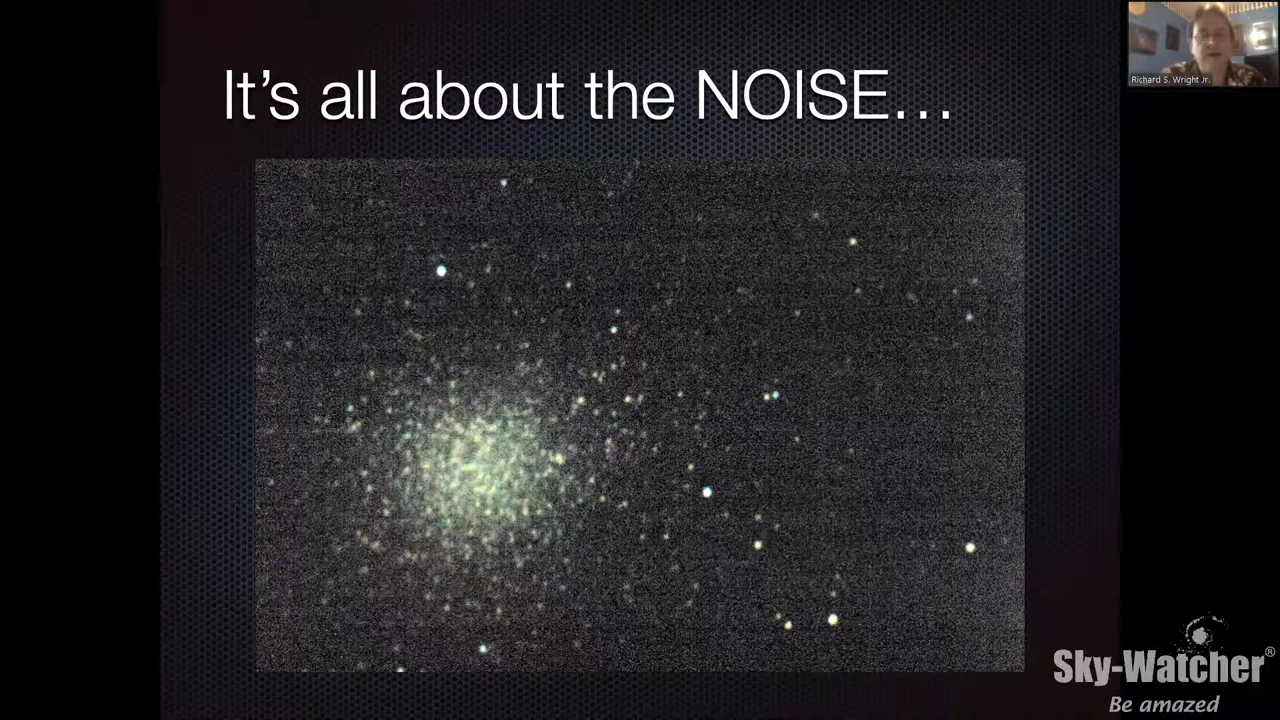 It's all about the NOISE...
Richard S. Wright Jr.
Sky-Watcher®
Be amazed